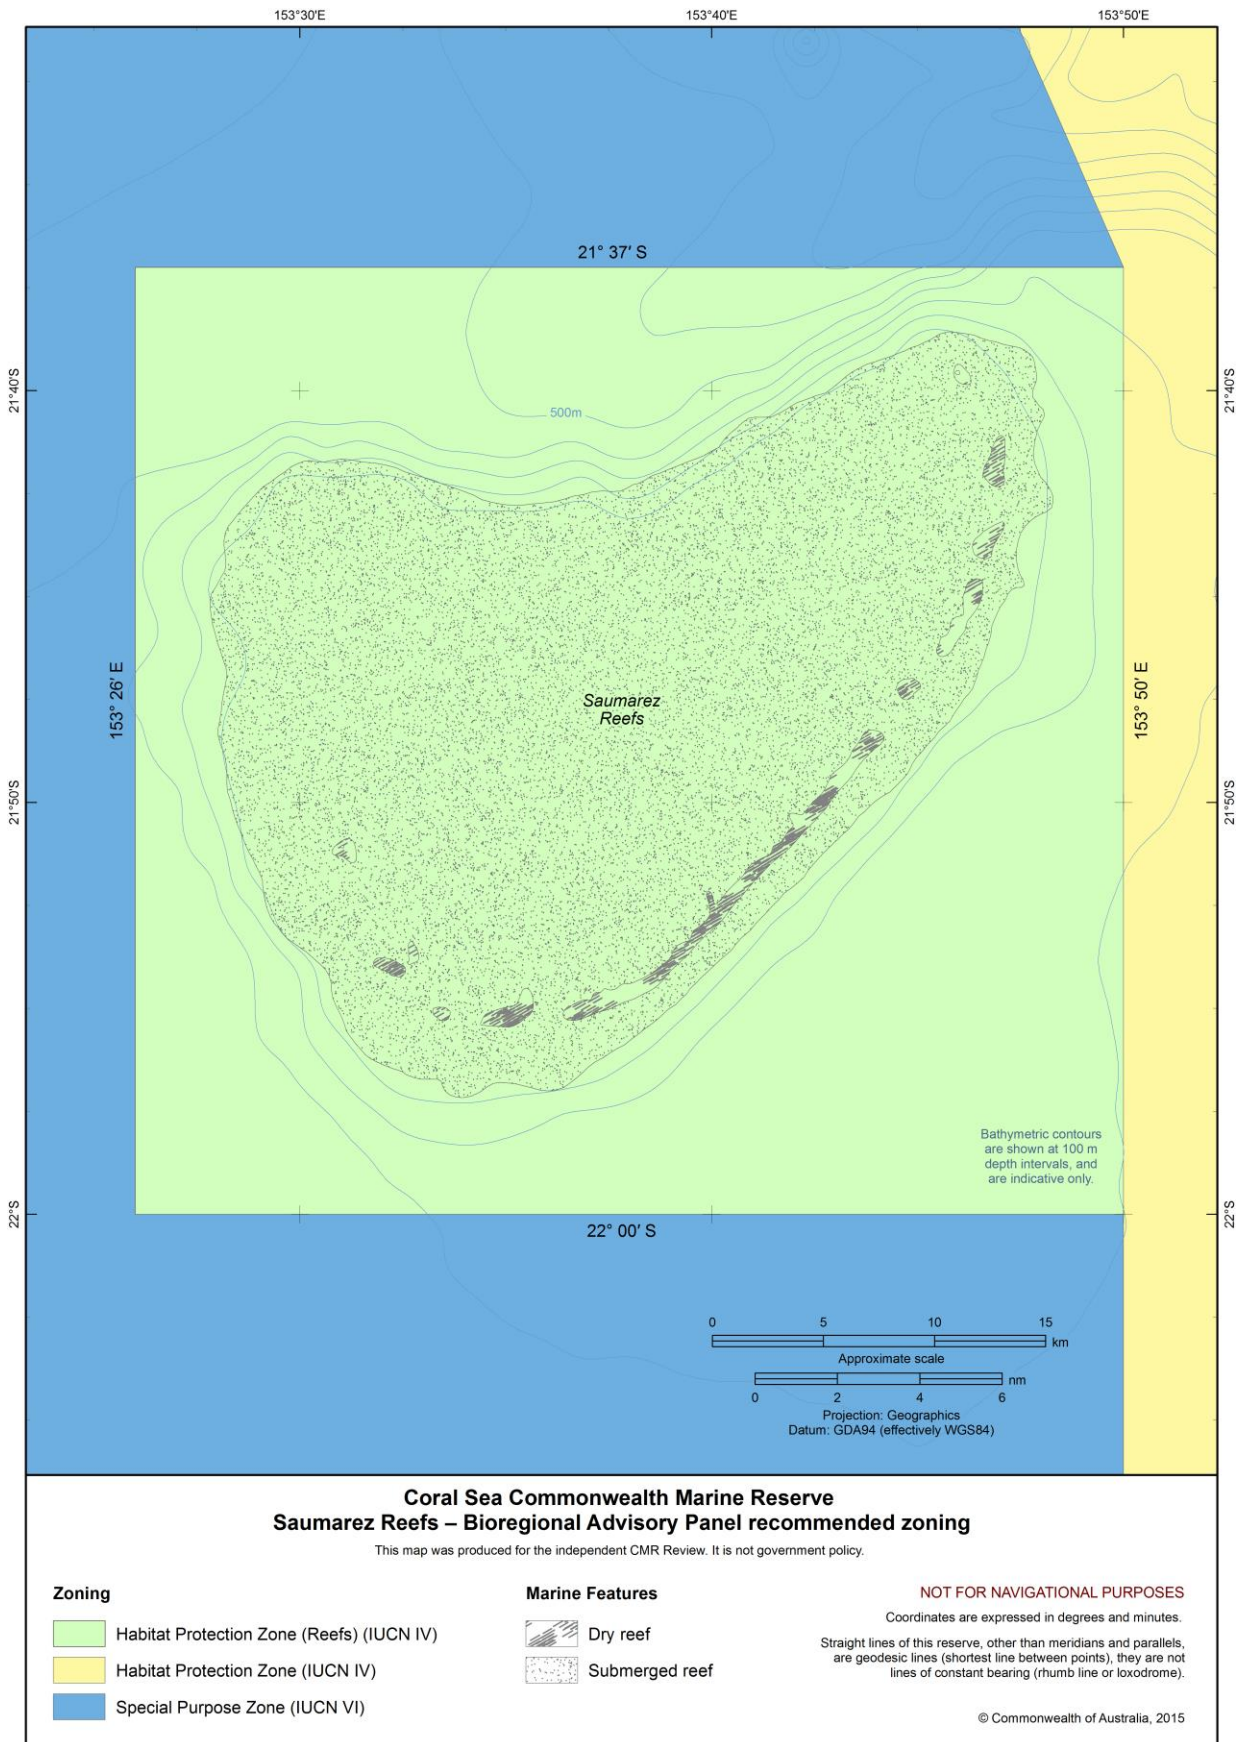 153°30'E
153°40'E
153°50'E
21° 37′ S
21°40'S
21°40'S
500m
153° 26′ E
Saumarez
Reefs
153° 50′ E
21°50'S
21°50'S
Bathymetric contours
are shown at 100 m
depth intervals, and
are indicative only.
22°S
22°S
22° 00′ S
0 5 10 15
km
Approximate scale
nm
0 2 4 6
Projection: Geographics
Datum: GDA94 (effectively WGS84)
Coral Sea Commonwealth Marine Reserve
Saumarez Reefs – Bioregional Advisory Panel recommended zoning
This map was produced for the independent CMR Review. It is not government policy.
Zoning
Habitat Protection Zone (Reefs) (IUCN IV)
Habitat Protection Zone (IUCN IV)
Special Purpose Zone (IUCN VI)
Marine Features
Dry reef
Submerged reef
NOT FOR NAVIGATIONAL PURPOSES
Coordinates are expressed in degrees and minutes.
Straight lines of this reserve, other than meridians and parallels,
are geodesic lines (shortest line between points), they are not
lines of constant bearing (rhumb line or loxodrome).
© Commonwealth of Australia, 2015